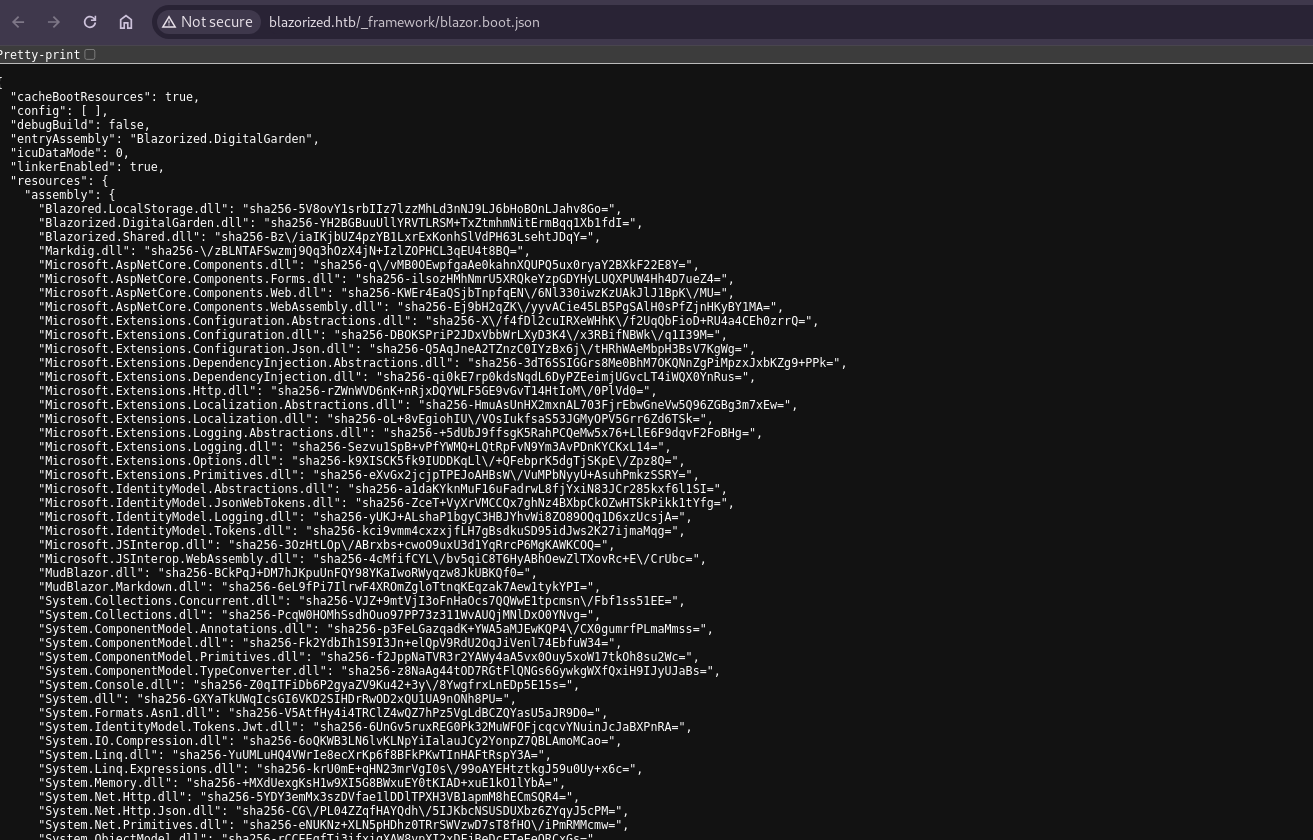 Not secure blazorized.htb/_framework/blazor.boot.json
Pretty-print
{
"cacheBootResources": true,
"config": [ ],
"debugBuild": false,
"entryAssembly": "Blazorized.DigitalGarden",
"icuDataMode": 0,
"linkerEnabled": true,
"resources": {
"assembly": {
"Blazored.LocalStorage.dll": "sha256-5V8ovY1srbIIz7lzzMhLd3nNJ9LJ6bHoBOnLJahv8Go=",
"Blazorized.DigitalGarden.dll": "sha256-YH2BGBuuUllYRVTLRSM+TxZtmhmNitErmBqq1Xb1fdI=",
"Blazorized.Shared.dll": "sha256-Bz\/iaIKjbUZ4pzYB1LxrExKonhSlVdPH63LsehtJDqY=",
"Markdig.dll": "sha256-\/zBLNTAFSwzmj9Qq3hOzX4jN+IzlZOPHCL3qEU4t8BQ=",
"Microsoft.AspNetCore.Components.dll": "sha256-q\/vMB0OEwpfgaAe0kahnXQUPQ5ux0ryaY2BXkF22E8Y=",
"Microsoft.AspNetCore.Components.Forms.dll": "sha256-ilsozHMhNmrU5XRQkeYzpGDYHyLUQXPUW4Hh4D7ueZ4=",
"Microsoft.AspNetCore.Components.Web.dll": "sha256-KWEr4EaQSjbTnpfqEN\/6Nl330iwzKzUAkJlJ1BpK\/MU=",
"Microsoft.AspNetCore.Components.WebAssembly.dll": "sha256-Ej9bH2qZK\/yyvACie45LB5PgSAlH0sPfZjnHKyBY1MA=",
"Microsoft.Extensions.Configuration.Abstractions.dll": "sha256-X\/f4fDl2cuIRXeWHhK\/f2UqQbFioD+RU4a4CEh0zrrQ=",
"Microsoft.Extensions.Configuration.dll": "sha256-DBOKSPriP2JDxVbbWrLXyD3K4\/x3RBifNBWk\/q1I39M=",
"Microsoft.Extensions.Configuration.Json.dll": "sha256-Q5AqJneA2TZnzC0IYzBx6j\/tHRhWAeMbpH3BsV7KgWg=",
"Microsoft.Extensions.DependencyInjection.Abstractions.dll": "sha256-3dT6SSIGGrs8Me0BhM7OKQNnZgPiMpzxJxbKZg9+PPk=",
"Microsoft.Extensions.DependencyInjection.dll": "sha256-qi0kE7rp0kdsNqdL6DyPZEeimjUGvcLT4iWQX0YnRus=",
"Microsoft.Extensions.Http.dll": "sha256-rZWnWVD6nK+nRjxDQYWLF5GE9vGvT14HtIoM\/0PlVd0=",
"Microsoft.Extensions.Localization.Abstractions.dll": "sha256-HmuAsUnHX2mxnAL703FjrEbwGneVw5Q96ZGBg3m7xEw=",
"Microsoft.Extensions.Localization.dll": "sha256-oL+8vEgiohIU\/VOsIukfsaS53JGMyOPV5Grr6Zd6TSk=",
"Microsoft.Extensions.Logging.Abstractions.dll": "sha256-+5dUbJ9ffsgK5RahPCQeMw5x76+LlE6F9dqvF2FoBHg=",
"Microsoft.Extensions.Logging.dll": "sha256-Sezvu1SpB+vPfYWMQ+LQtRpFvN9Ym3AvPDnKYCKxL14=",
"Microsoft.Extensions.Options.dll": "sha256-k9XISCK5fk9IUDDKqLl\/+QFebprK5dgTjSKpE\/Zpz8Q=",
"Microsoft.Extensions.Primitives.dll": "sha256-eXvGx2jcjpTPEJoAHBsW\/VuMPbNyyU+AsuhPmkzSSRY=",
"Microsoft.IdentityModel.Abstractions.dll": "sha256-a1daKYknMuF16uFadrwL8fjYxiN83JCr285kxf6l1SI=",
"Microsoft.IdentityModel.JsonWebTokens.dll": "sha256-ZceT+VyXrVMCCQx7ghNz4BXbpCkOZwHTSkPikk1tYfg=",
"Microsoft.IdentityModel.Logging.dll": "sha256-yUKJ+ALshaP1bgyC3HBJYhvWi8ZO89OQq1D6xzUcsjA=",
"Microsoft.IdentityModel.Tokens.dll": "sha256-kci9vmm4cxzxjfLH7gBsdkuSD95idJws2K27ijmaMqg=",
"Microsoft.JSInterop.dll": "sha256-3OzHtLOp\/ABrxbs+cwoO9uxU3d1YqRrcP6MgKAWKCOQ=",
"Microsoft.JSInterop.WebAssembly.dll": "sha256-4cMfifCYL\/bv5qiC8T6HyABhOewZlTXovRc+E\/CrUbc=",
"MudBlazor.dll": "sha256-BCkPqJ+DM7hJKpuUnFQY98YKaIwoRWyqzw8JkUBKQf0=",
"MudBlazor.Markdown.dll": "sha256-6eL9fPi7IlrwF4XROmZgloTtnqKEqzak7Aew1tykYPI=",
"System.Collections.Concurrent.dll": "sha256-VJZ+9mtVjI3oFnHaOcs7QQWwE1tpcmsn\/Fbf1ss51EE=",
"System.Collections.dll": "sha256-PcqW0HOMhSsdhOuo97PP73z311WvAUQjMNlDxO0YNvg=",
"System.ComponentModel.Annotations.dll": "sha256-p3FeLGazqadK+YWA5aMJEwKQP4\/CX0gumrfPLmaMmss=",
"System.ComponentModel.dll": "sha256-Fk2YdbIh1S9I3Jn+elQpV9RdU2OqJiVenl74EbfuW34=",
"System.ComponentModel.Primitives.dll": "sha256-f2JppNaTVR3r2YAWy4aA5vx0Ouy5xoW17tkOh8su2Wc=",
"System.ComponentModel.TypeConverter.dll": "sha256-z8NaAg44tOD7RGtFlQNGs6GywkgWXfQxiH9IJyUJaBs=",
"System.Console.dll": "sha256-Z0qITFiDb6P2gyaZV9Ku42+3y\/8YwgfrxLnEDp5E15s=",
"System.dll": "sha256-GXYaTkUWqIcsGI6VKD2SIHDrRwOD2xQU1UA9nONh8PU=",
"System.Formats.Asn1.dll": "sha256-V5AtfHy4i4TRClZ4wQZ7hPz5VgLdBCZQYasU5aJR9D0=",
"System.IdentityModel.Tokens.Jwt.dll": "sha256-6UnGv5ruxREG0Pk32MuWFOFjcqcvYNuinJcJaBXPnRA=",
"System.IO.Compression.dll": "sha256-6oQKWB3LN6lvKLNpYiIalauJCy2YonpZ7QBLAmoMCao=",
"System.Linq.dll": "sha256-YuUMLuHQ4VWrIe8ecXrKp6f8BFkPKwTInHAFtRspY3A=",
"System.Linq.Expressions.dll": "sha256-krU0mE+qHN23mrVgI0s\/99oAYEHtztkgJ59u0Uy+x6c=",
"System.Memory.dll": "sha256-+MXdUexgKsH1w9XI5G8BWxuEY0tKIAD+xuE1kO1lYbA=",
"System.Net.Http.dll": "sha256-5YDY3emMx3szDVfae1lDDlTPXH3VB1apmM8hECmSQR4=",
"System.Net.Http.Json.dll": "sha256-CG\/PL04ZZqfHAYQdh\/5IJKbcNSUSDUXbz6ZYqyJ5cPM=",
"System.Net.Primitives.dll": "sha256-eNUKNz+XLN5pHDhz0TRrSWVzwD7sT8fHO\/iPmRMMcmw=",